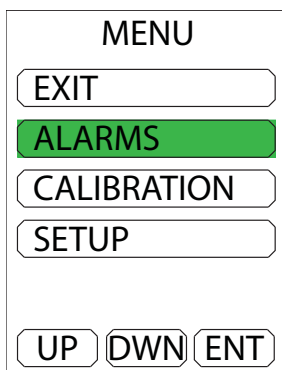 MENU
EXIT
ALARMS
CALIBRATION
SETUP
UP DWN ENT